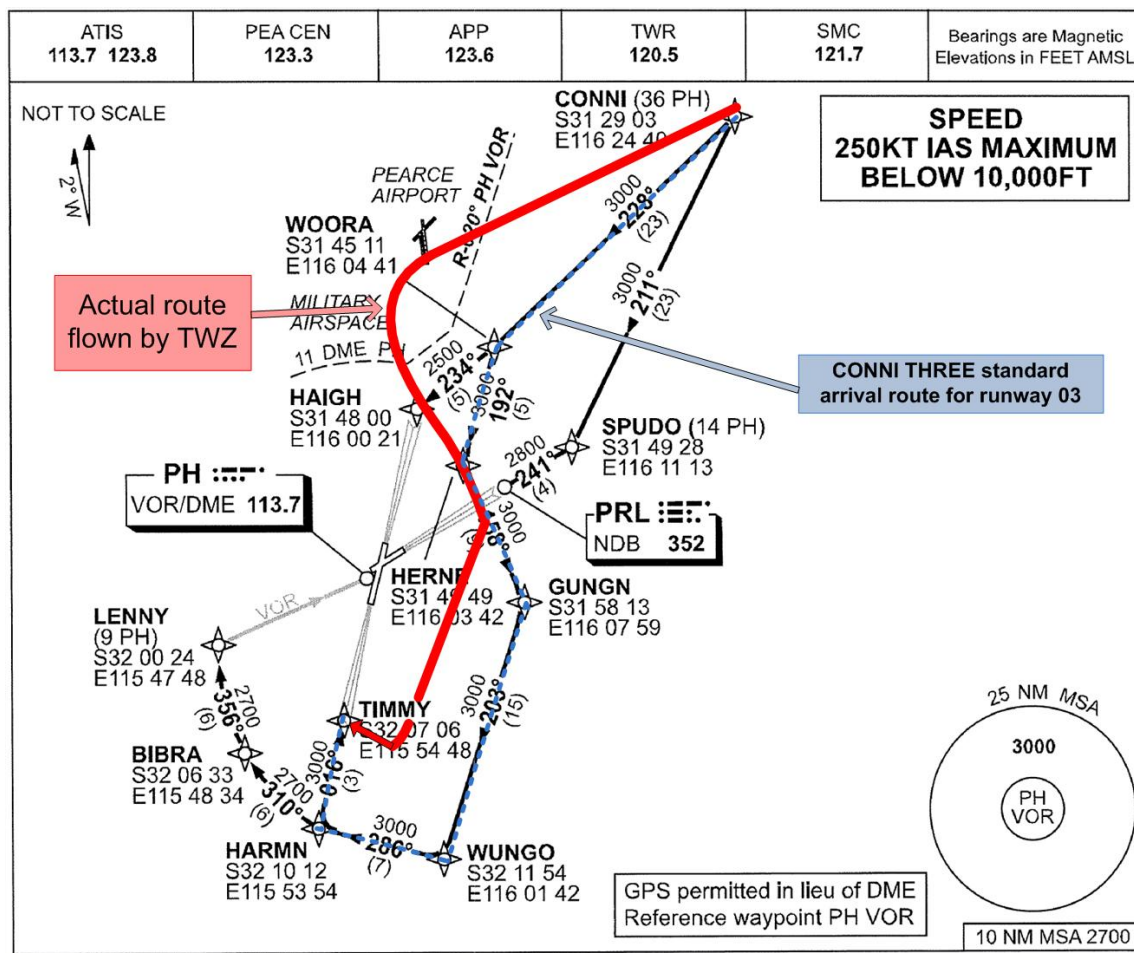 ATIS
113.7 123.8
PEA CEN
123.3
APP
123.6
TWR
120.5
SMC
121.7
Bearings are Magnetic
Elevations in FEET AMSL
NOT TO SCALE
2° W
CONNI (36 PH)
S31 29 03
E116 24 40
SPEED
250KT IAS MAXIMUM
BELOW 10,000FT
PEARCE
AIRPORT
R-020° PH VOR
WOORA
S31 45 11
E116 04 41
3000
228°
(23)
3000
211°
(23)
Actual route
flown by TWZ
MILITARY
AIRSPACE
11 DME PH
CONNI THREE standard
arrival route for runway 03
2500
234°
(5)
3000
192°
(5)
HAIGH
S31 48 00
E116 00 21
SPUDO (14 PH)
S31 49 28
E116 11 13
2800
241°
(4)
PH
VOR/DME 113.7
PRL
NDB 352
3000
HERNE
S31 49 49
E116 03 42
GUNGN
S31 58 13
E116 07 59
VOR
LENNY
(9 PH)
S32 00 24
E115 47 48
3000
203°
(15)
2700
356°
(6)
TIMMY
S32 07 06
E115 54 48
BIBRA
S32 06 33
E115 48 34
3000
016°
(3)
2700
310°
(6)
HARMN
S32 10 12
E115 53 54
3000
286°
(7)
WUNGO
S32 11 54
E116 01 42
25 NM MSA
3000
PH
VOR
GPS permitted in lieu of DME
Reference waypoint PH VOR
10 NM MSA 2700